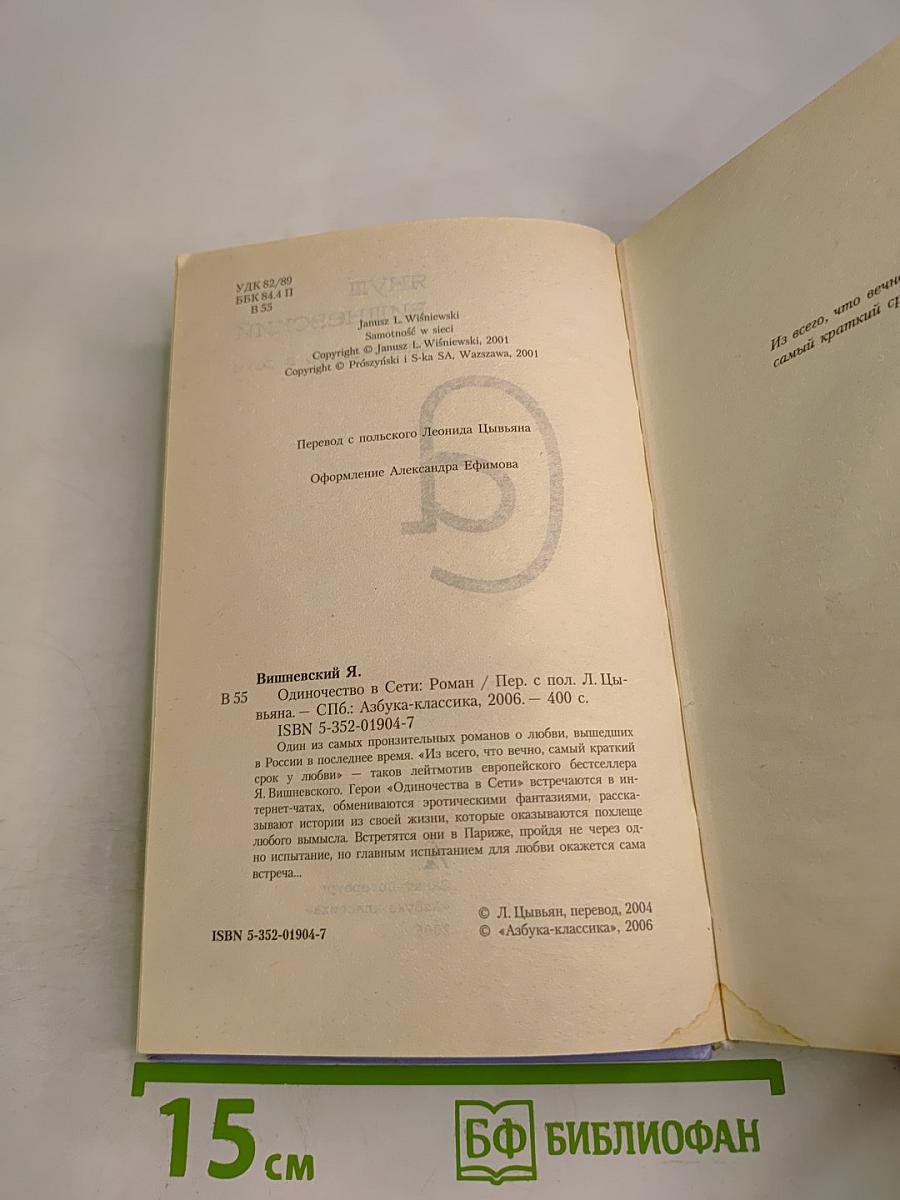 УДК 82/89
ББК 84.4 П
В 55
Janusz L. Wiśniewski
Samotność w sieci
Copyright © Janusz L. Wiśniewski, 2001
Copyright © Prószyński i S-ka SA, Wazszawa, 2001
Перевод с польского Леонида Цывьяна
Оформление Александра Ефимова
Вишневский Я.
В 55 Одиночество в Сети: Роман / Пер. с пол. Л. Цы-
вьяна. — СПб.: Азбука-классика, 2006. — 400 с.
ISBN 5-352-01904-7
Один из самых пронзительных романов о любви, вышедших
в России в последнее время. «Из всего, что вечно, самый краткий
срок у любви» — таков лейтмотив европейского бестселлера
Я. Вишневского. Герои «Одиночества в Сети» встречаются в ин-
тернет-чатах, обмениваются эротическими фантазиями, расска-
зывают истории из своей жизни, которые оказываются похлеще
любого вымысла. Встретятся они в Париже, пройдя не через од-
но испытание, но главным испытанием для любви окажется сама
встреча...
ISBN 5-352-01904-7
© Л. Цывьян, перевод, 2004
© «Азбука-классика», 2006
Из всего, что вечно
самый краткий ср
15 см
БФ БИБЛИОФАН